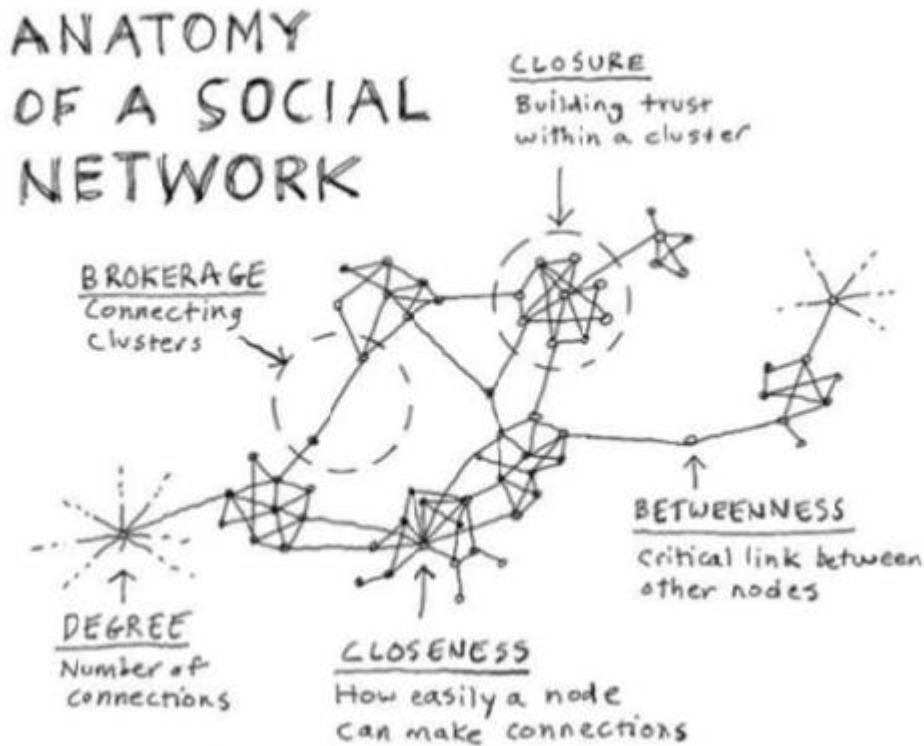 ANATOMY
OF A SOCIAL
NETWORK
CLOSURE
Building trust
within a cluster
BROKERAGE
Connecting
clusters
BETWEENNESS
Critical link between
other nodes
DEGREE
Number of
connections
CLOSENESS
How easily a node
can make connections